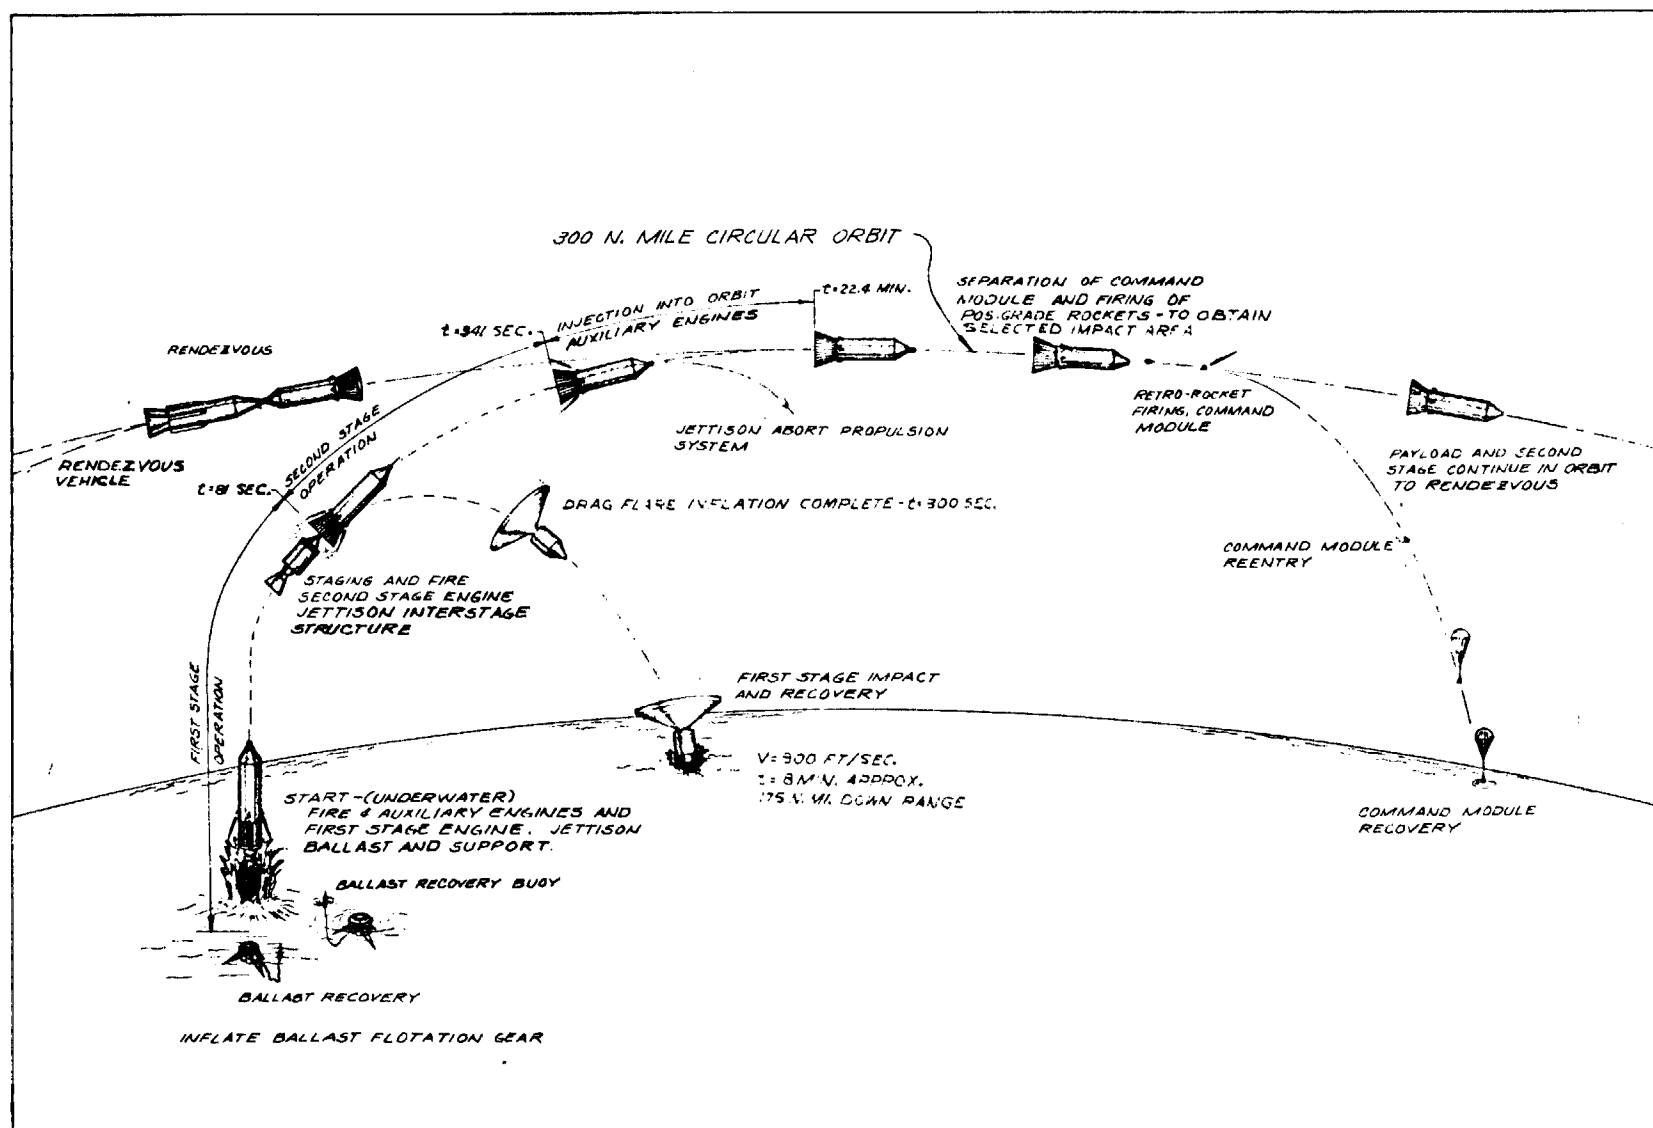 300 N. MILE CIRCULAR ORBIT
t=22.4 MIN.
SEPARATION OF COMMAND
MODULE AND FIRING OF
POS-GRADE ROCKETS - TO OBTAIN
SELECTED IMPACT AREA
INJECTION INTO ORBIT
AUXILIARY ENGINES
t=341 SEC.
RENDEZVOUS
RETRO-ROCKET
FIRING, COMMAND
MODULE
JETTISON ABORT PROPULSION
SYSTEM
SECOND STAGE
OPERATION
RENDEZVOUS
VEHICLE
t=81 SEC.
PAYLOAD AND SECOND
STAGE CONTINUE IN ORBIT
TO RENDEZVOUS
DRAG FLARE INFLATION COMPLETE - t=300 SEC.
COMMAND MODULE
REENTRY
STAGING AND FIRE
SECOND STAGE ENGINE
JETTISON INTERSTAGE
STRUCTURE
FIRST STAGE
OPERATION
FIRST STAGE IMPACT
AND RECOVERY
V=300 FT/SEC.
t=8 MIN. APPROX.
175 N. MI. DOWN RANGE
START-(UNDERWATER)
FIRE 4 AUXILIARY ENGINES AND
FIRST STAGE ENGINE. JETTISON
BALLAST AND SUPPORT.
COMMAND MODULE
RECOVERY
BALLAST RECOVERY BUOY
BALLAST RECOVERY
INFLATE BALLAST FLOTATION GEAR